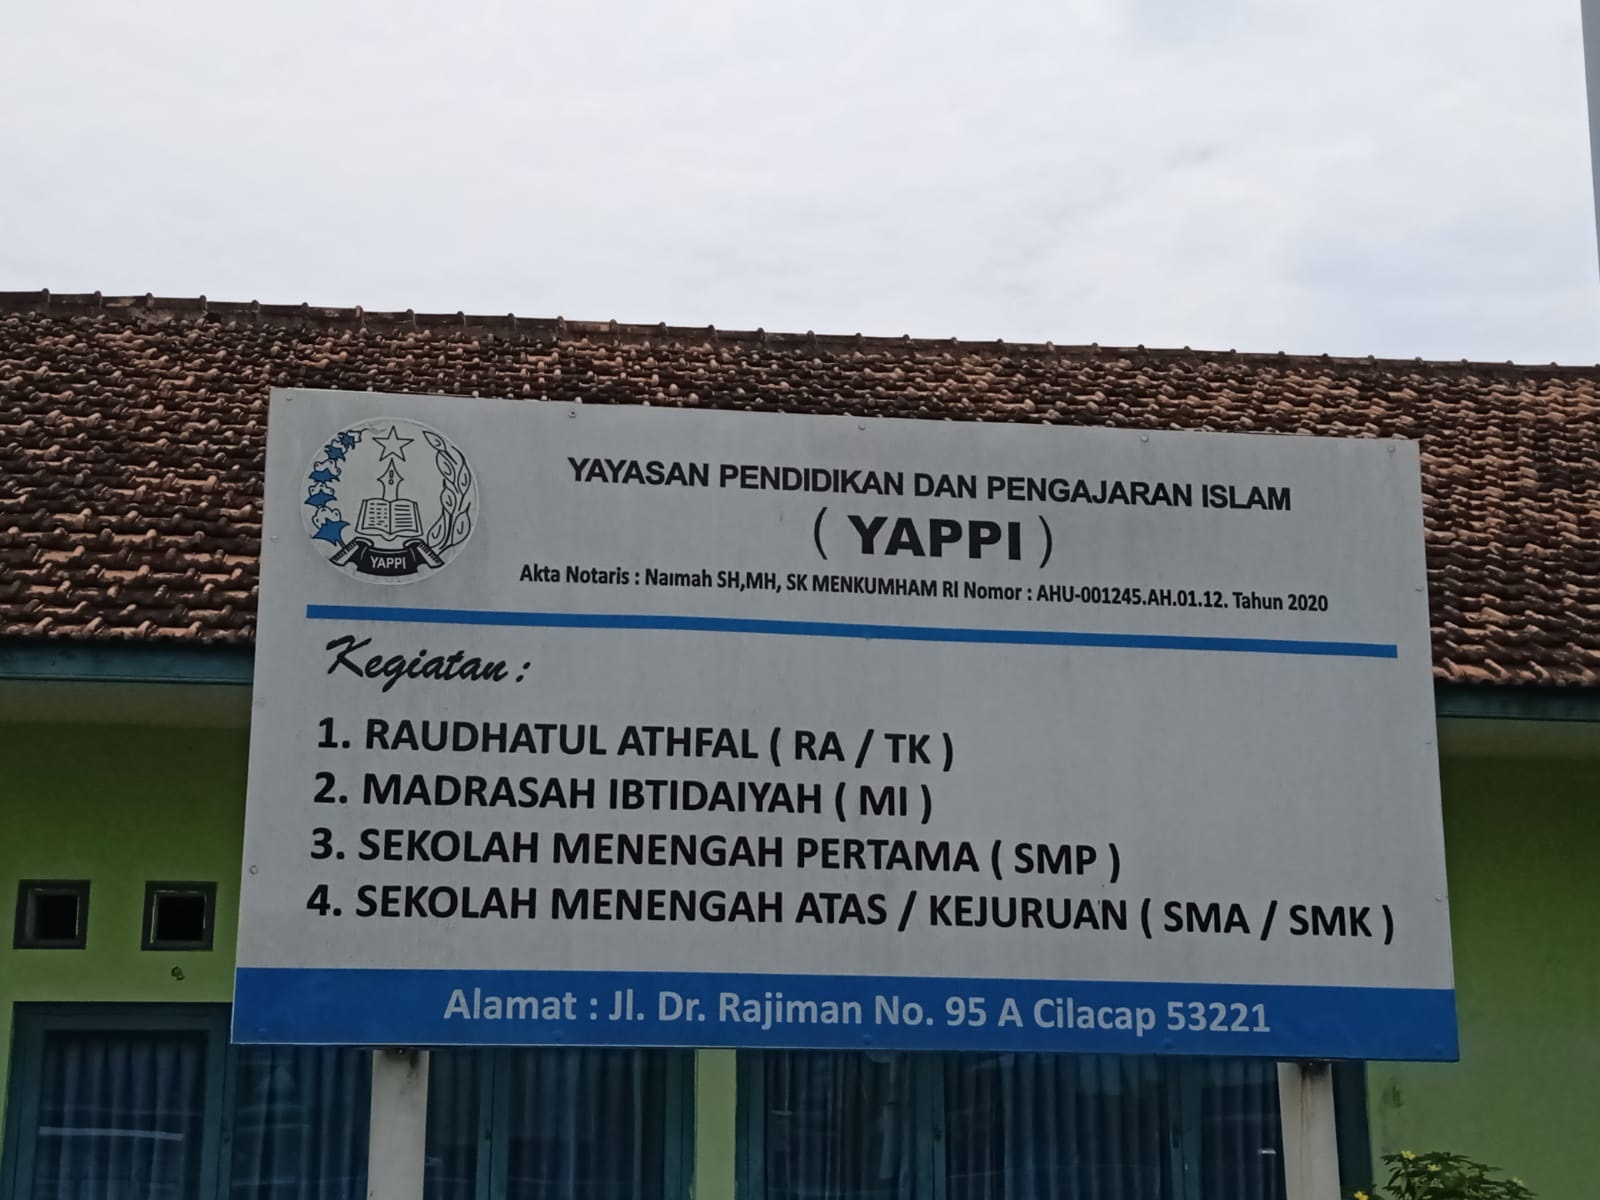 YAYASAN PENDIDIKAN DAN PENGAJARAN ISLAM
( YAPPI )
Akta Notaris : Naimah SH,MH, SK MENKUMHAM RI Nomor : AHU-001245.AH.01.12. Tahun 2020
YAPPI
Kegiatan :
1. RAUDHATUL ATHFAL ( RA / TK )
2. MADRASAH IBTIDAIYAH ( MI )
3. SEKOLAH MENENGAH PERTAMA ( SMP )
4. SEKOLAH MENENGAH ATAS / KEJURUAN ( SMA / SMK )
Alamat : Jl. Dr. Rajiman No. 95 A Cilacap 53221